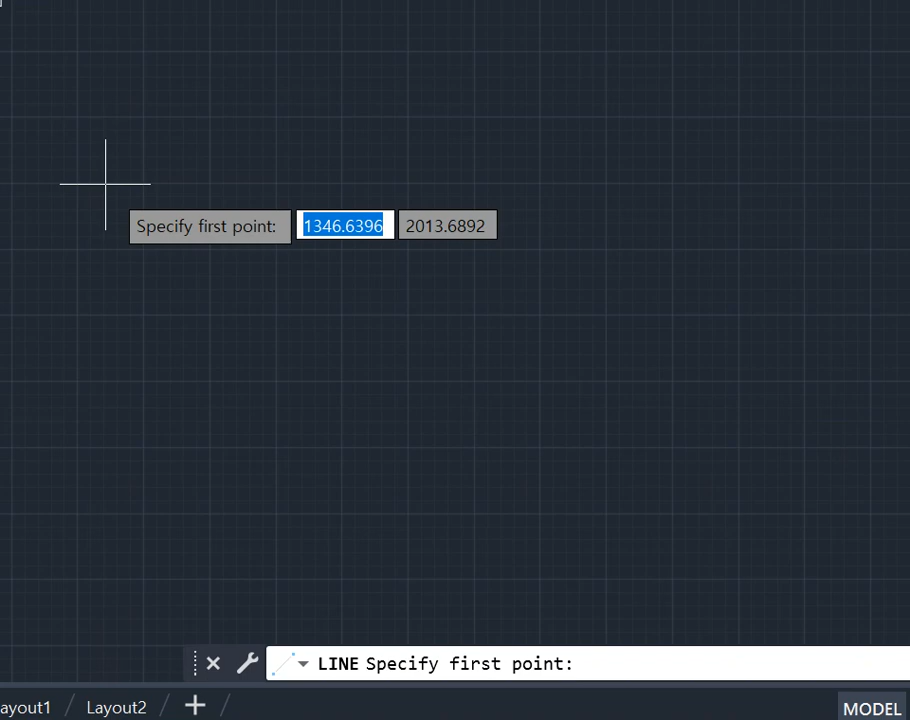 Specify first point: 1346.6396 2013.6892
LINE Specify first point:
ayout1 / Layout2 + /
MODEL